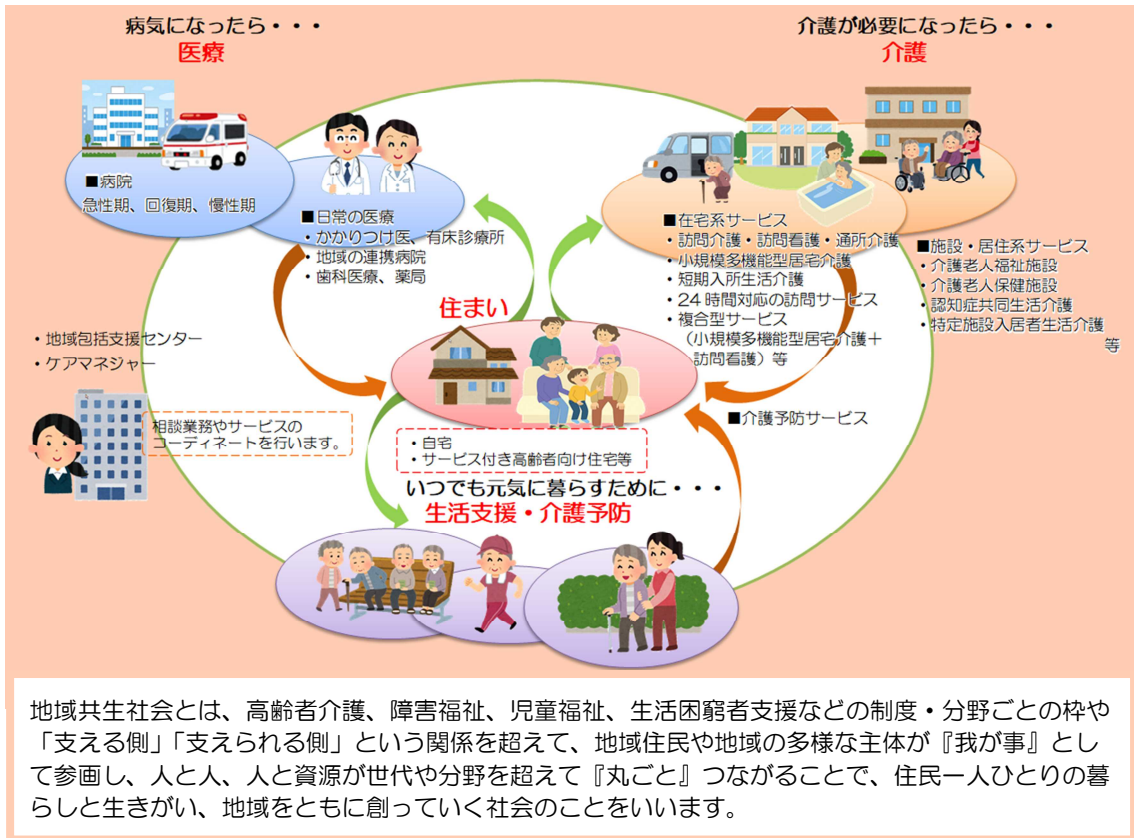 病気になったら・・・
医療
介護が必要になったら・・・
介護
■病院
急性期、回復期、慢性期
■日常の医療
・かかりつけ医、有床診療所
・地域の連携病院
・歯科医療、薬局
■在宅系サービス
・訪問介護・訪問看護・通所介護
・小規模多機能型居宅介護
・短期入所生活介護
・24時間対応の訪問サービス
・複合型サービス
（小規模多機能型居宅介護＋
訪問看護）等
■施設・居住系サービス
・介護老人福祉施設
・介護老人保健施設
・認知症共同生活介護
・特定施設入居者生活介護
等
住まい
・地域包括支援センター
・ケアマネジャー
相談業務やサービスの
コーディネートを行います。
・自宅
・サービス付き高齢者向け住宅等
■介護予防サービス
いつでも元気に暮らすために・・・
生活支援・介護予防
地域共生社会とは、高齢者介護、障害福祉、児童福祉、生活困窮者支援などの制度・分野ごとの枠や
「支える側」「支えられる側」という関係を超えて、地域住民や地域の多様な主体が『我が事』とし
て参画し、人と人、人と資源が世代や分野を超えて『丸ごと』つながることで、住民一人ひとりの暮
らしと生きがい、地域をともに創っていく社会のことをいいます。